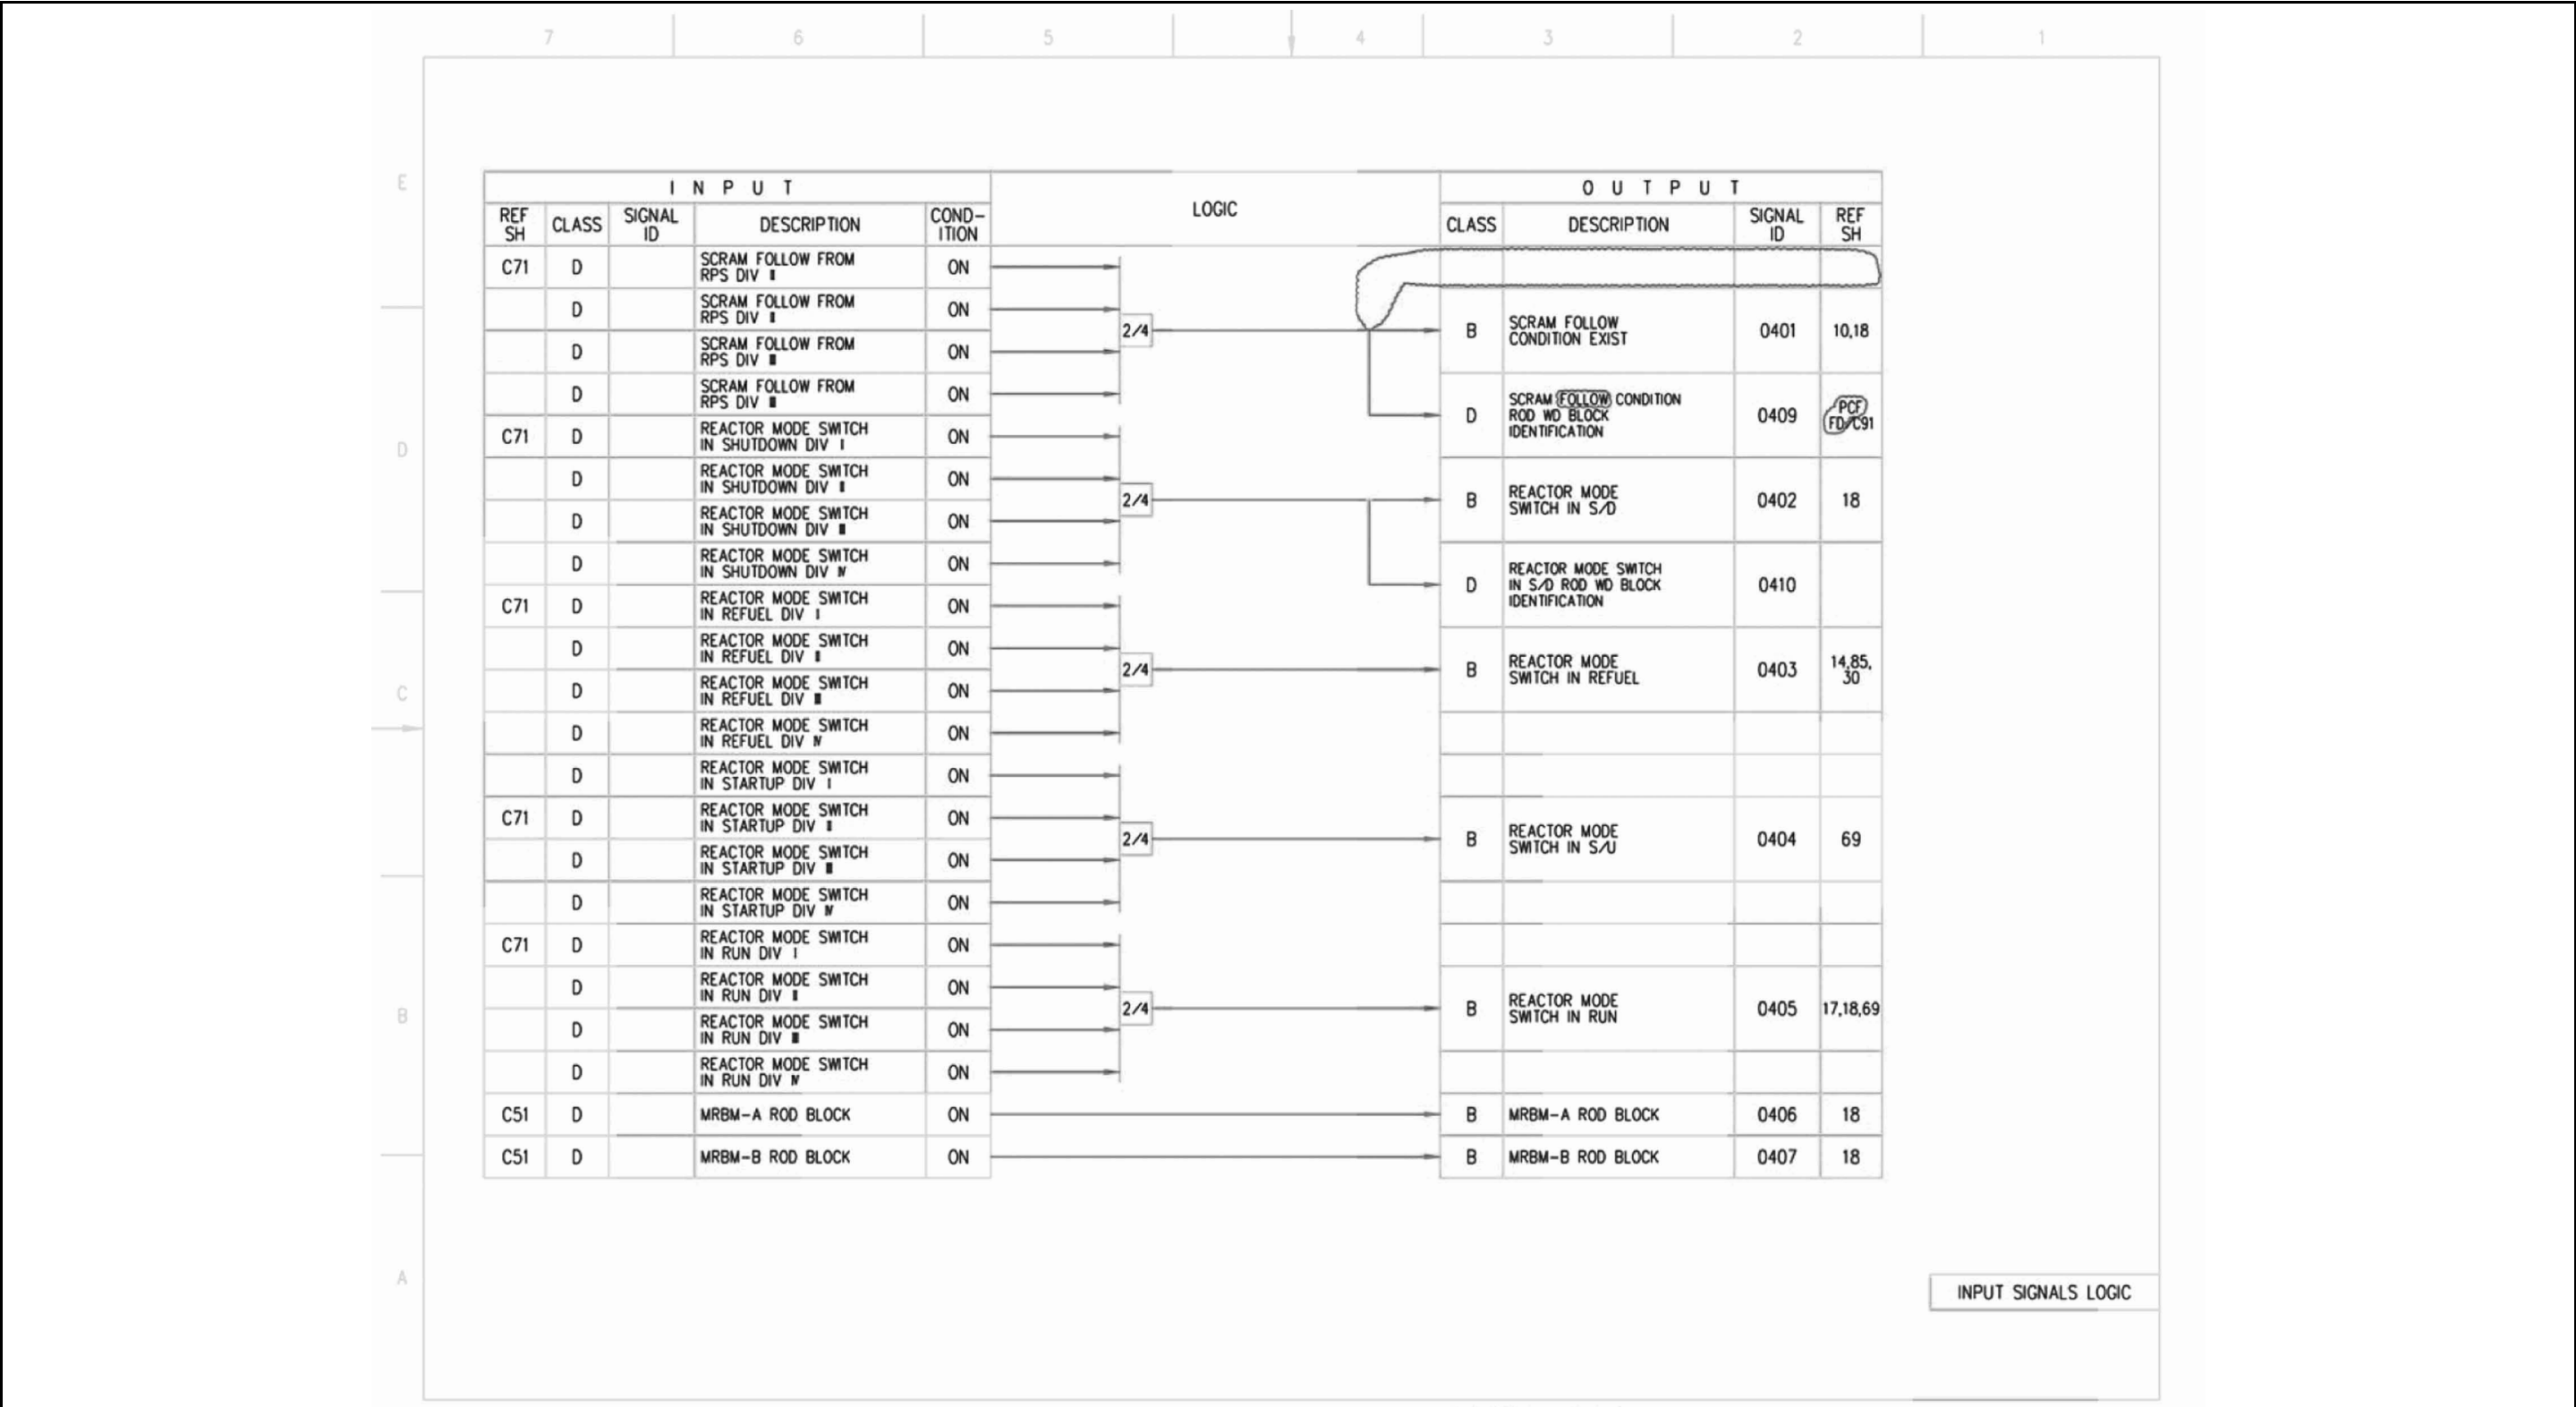 7 6 5 4 3 2 1
E
D
C
B
A
INPUT
LOGIC
OUTPUT
REF SH CLASS SIGNAL ID DESCRIPTION COND-ITION
CLASS DESCRIPTION SIGNAL ID REF SH
C71 D SCRAM FOLLOW FROM
RPS DIV ON
D SCRAM FOLLOW FROM
RPS DIV ON
D SCRAM FOLLOW FROM
RPS DIV ON
D SCRAM FOLLOW FROM
RPS DIV ON
C71 D REACTOR MODE SWITCH
IN SHUTDOWN DIV I ON
D REACTOR MODE SWITCH
IN SHUTDOWN DIV II ON
D REACTOR MODE SWITCH
IN SHUTDOWN DIV III ON
D REACTOR MODE SWITCH
IN SHUTDOWN DIV IV ON
C71 D REACTOR MODE SWITCH
IN REFUEL DIV I ON
D REACTOR MODE SWITCH
IN REFUEL DIV II ON
D REACTOR MODE SWITCH
IN REFUEL DIV III ON
D REACTOR MODE SWITCH
IN REFUEL DIV IV ON
D REACTOR MODE SWITCH
IN STARTUP DIV I ON
C71 D REACTOR MODE SWITCH
IN STARTUP DIV II ON
D REACTOR MODE SWITCH
IN STARTUP DIV III ON
D REACTOR MODE SWITCH
IN STARTUP DIV IV ON
C71 D REACTOR MODE SWITCH
IN RUN DIV I ON
D REACTOR MODE SWITCH
IN RUN DIV II ON
D REACTOR MODE SWITCH
IN RUN DIV III ON
D REACTOR MODE SWITCH
IN RUN DIV IV ON
C51 D MRBM-A ROD BLOCK ON
C51 D MRBM-B ROD BLOCK ON
2/4
2/4
2/4
2/4
2/4
B SCRAM FOLLOW
CONDITION EXIST 0401 10,18
D SCRAM FOLLOW CONDITION
ROD WD BLOCK
IDENTIFICATION 0409 PCF
FD/C91
B REACTOR MODE
SWITCH IN S/D 0402 18
D REACTOR MODE SWITCH
IN S/D ROD WD BLOCK
IDENTIFICATION 0410
B REACTOR MODE
SWITCH IN REFUEL 0403 14,85,
30
B REACTOR MODE
SWITCH IN S/U 0404 69
B REACTOR MODE
SWITCH IN RUN 0405 17,18,69
B MRBM-A ROD BLOCK 0406 18
B MRBM-B ROD BLOCK 0407 18
INPUT SIGNALS LOGIC